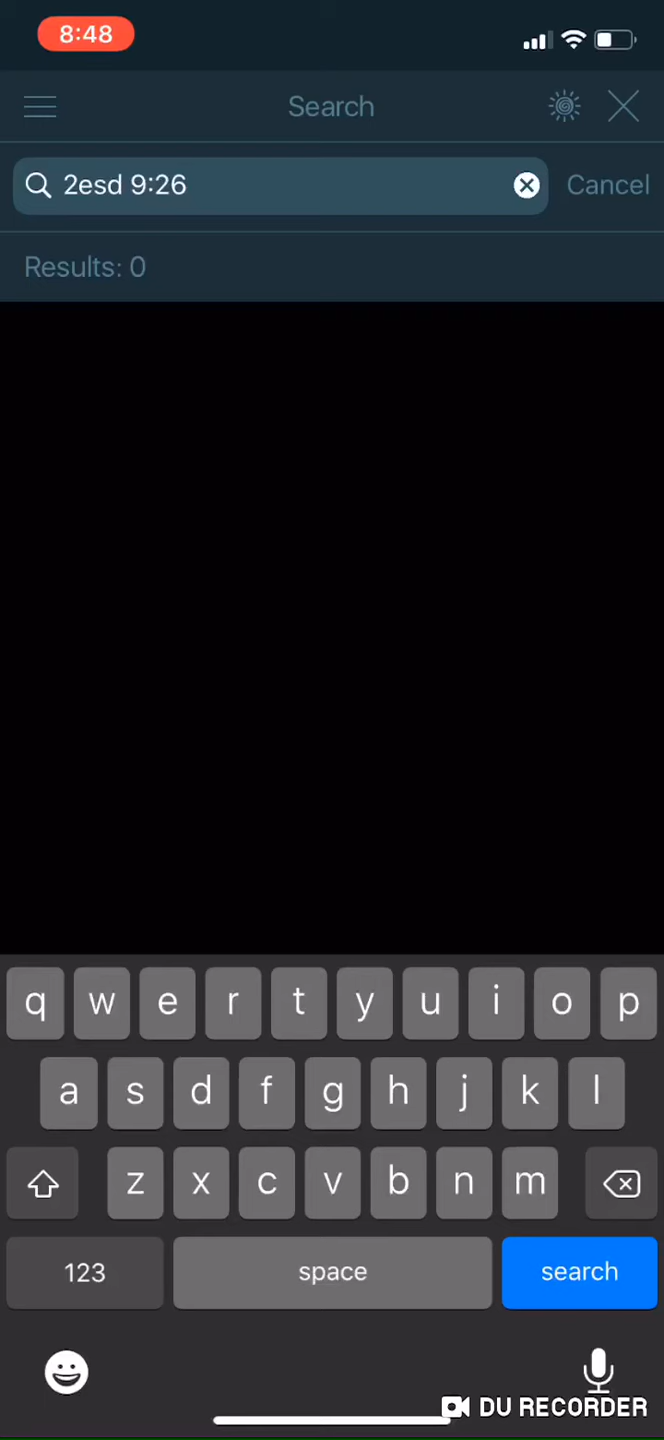 8:48
Search
2esd 9:26
Cancel
Results: 0
q w e r t y u i o p
a s d f g h j k l
z x c v b n m
123 space search
DU RECORDER